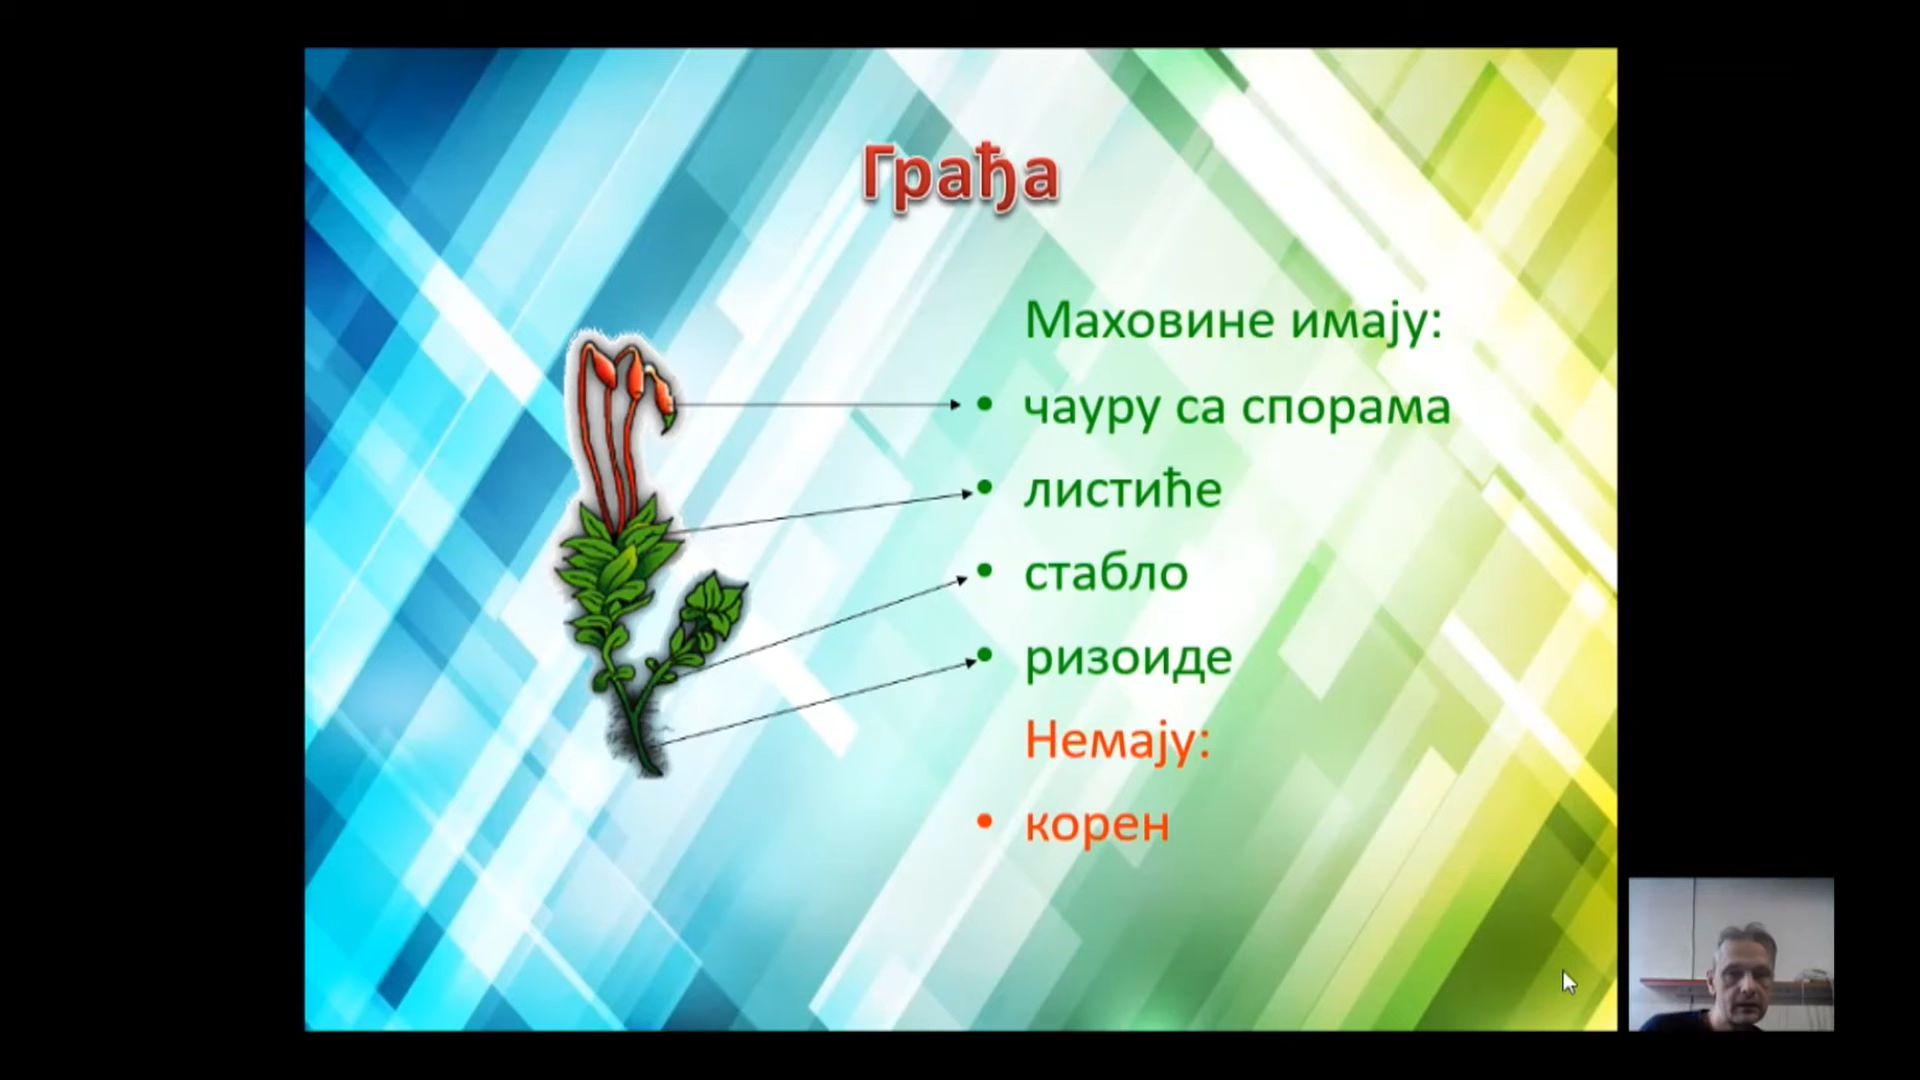 Грађа
Маховине имају:
• чауру са спорама
• листиће
• стабло
• ризоиде
Немају:
• корен